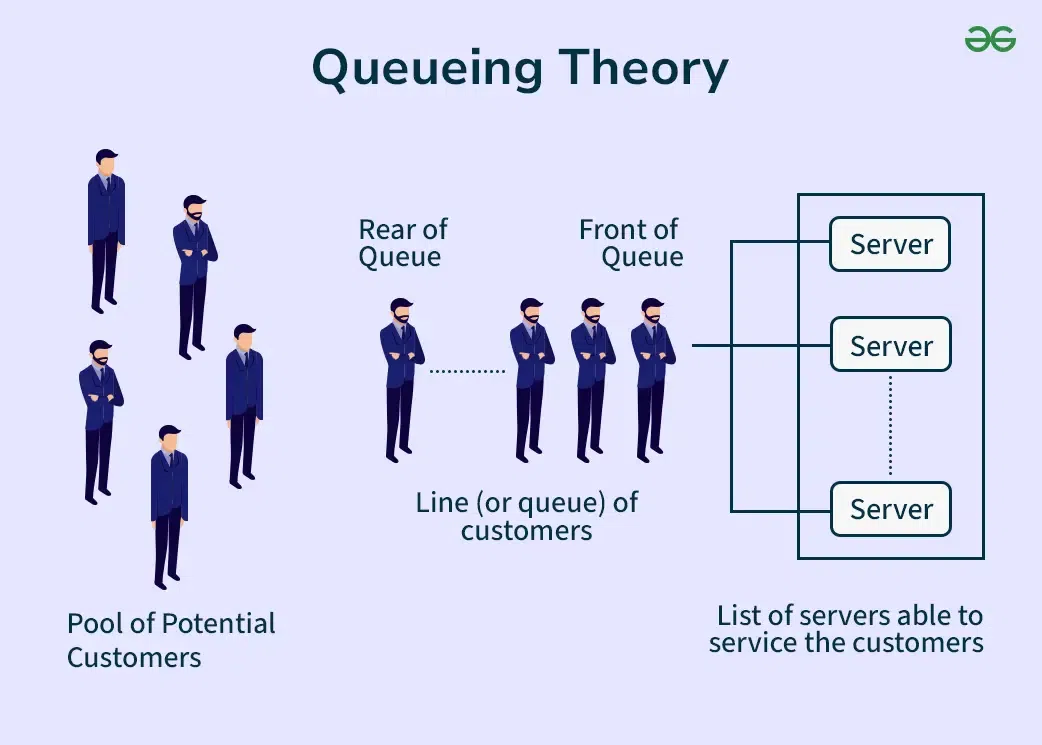 Queueing Theory
Rear of
Queue
Front of
Queue
Server
Server
Server
Line (or queue) of
customers
Pool of Potential
Customers
List of servers able to
service the customers